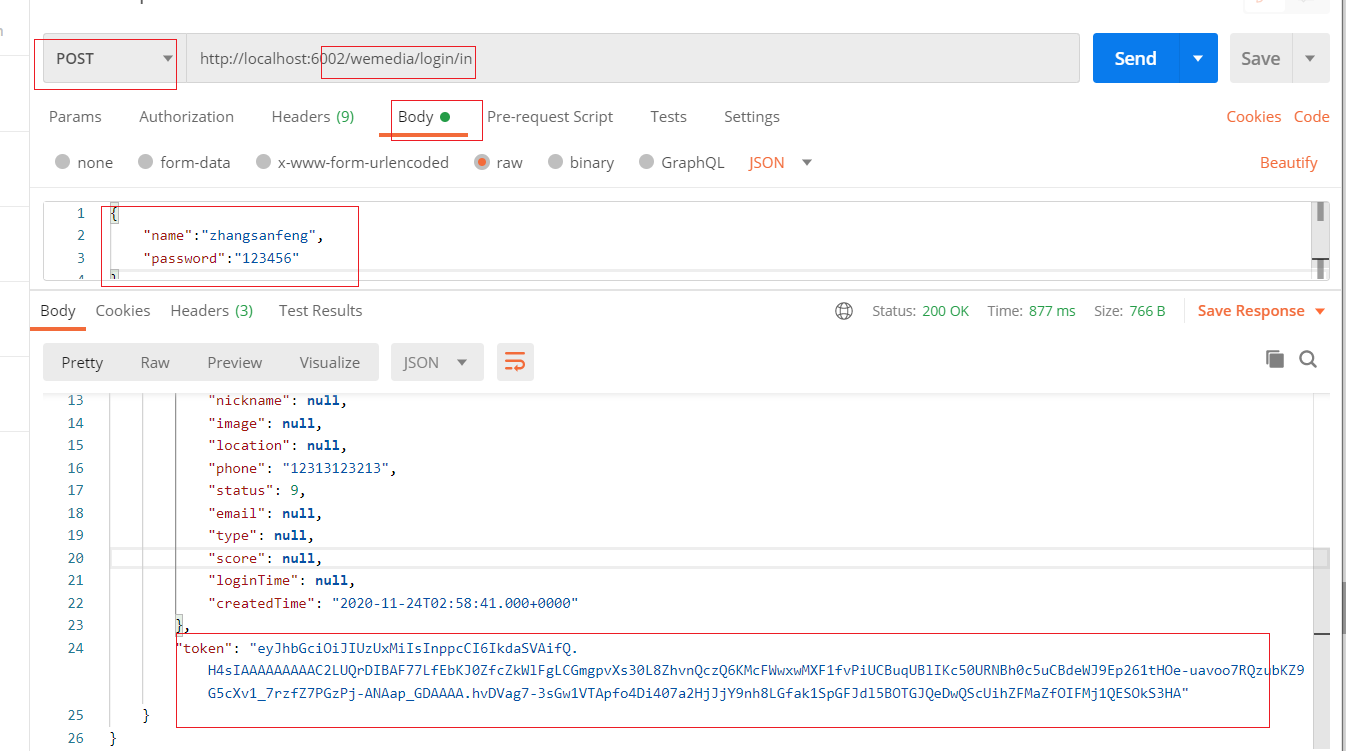 POST http://localhost:6002/wemedia/login/in Send Save
Params Authorization Headers (9) Body Pre-request Script Tests Settings Cookies Code
none form-data x-www-form-urlencoded raw binary GraphQL JSON Beautify
1 {
2 "name":"zhangsanfeng",
3 "password":"123456"
4 }
Body Cookies Headers (3) Test Results Status: 200 OK Time: 877 ms Size: 766 B Save Response
Pretty Raw Preview Visualize JSON
13 "nickname": null,
14 "image": null,
15 "location": null,
16 "phone": "12313123213",
17 "status": 9,
18 "email": null,
19 "type": null,
20 "score": null,
21 "loginTime": null,
22 "createdTime": "2020-11-24T02:58:41.000+0000"
23 },
24 "token": "eyJhbGciOiJIUzUxMiIsInppcCI6IkdaSVAifQ.
H4sIAAAAAAAAAC2LUQrDIBAF77LfEbKJ0ZfcZkWlFgLCGmgpvXs30L8ZhvnQczQ6KMcFWwxwMXF1fvPiUCBuqUBlIKc50URNBh0c5uCBdeWJ9Ep261tHOe-uavoo7RQzubKZ9
G5cXv1_7rzfZ7PGzPj-ANAap_GDAAAA.hvDVag7-3sGw1VTApfo4Di407a2HjJjY9nh8LGfak1SpGFJdl5BOTGJQeDwQScUihZFMaZfOIFMj1QESOkS3HA"
25 }
26 }